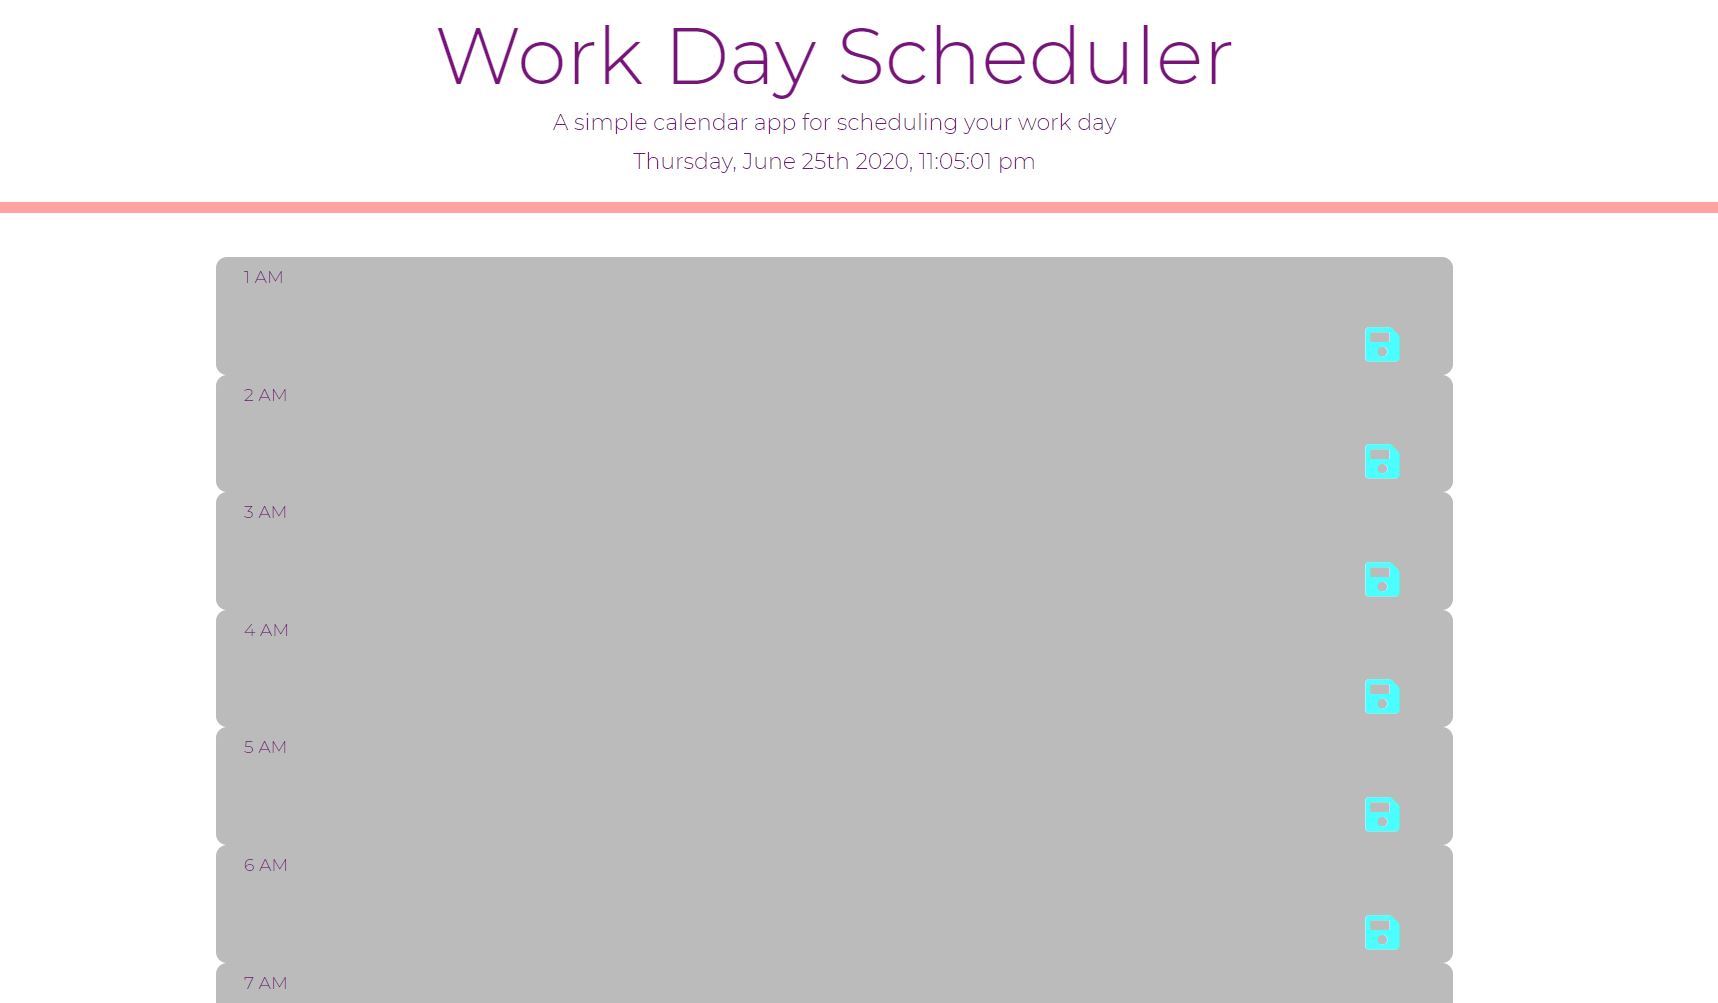 Work Day Scheduler
A simple calendar app for scheduling your work day
Thursday, June 25th 2020, 11:05:01 pm
1 AM
2 AM
3 AM
4 AM
5 AM
6 AM
7 AM